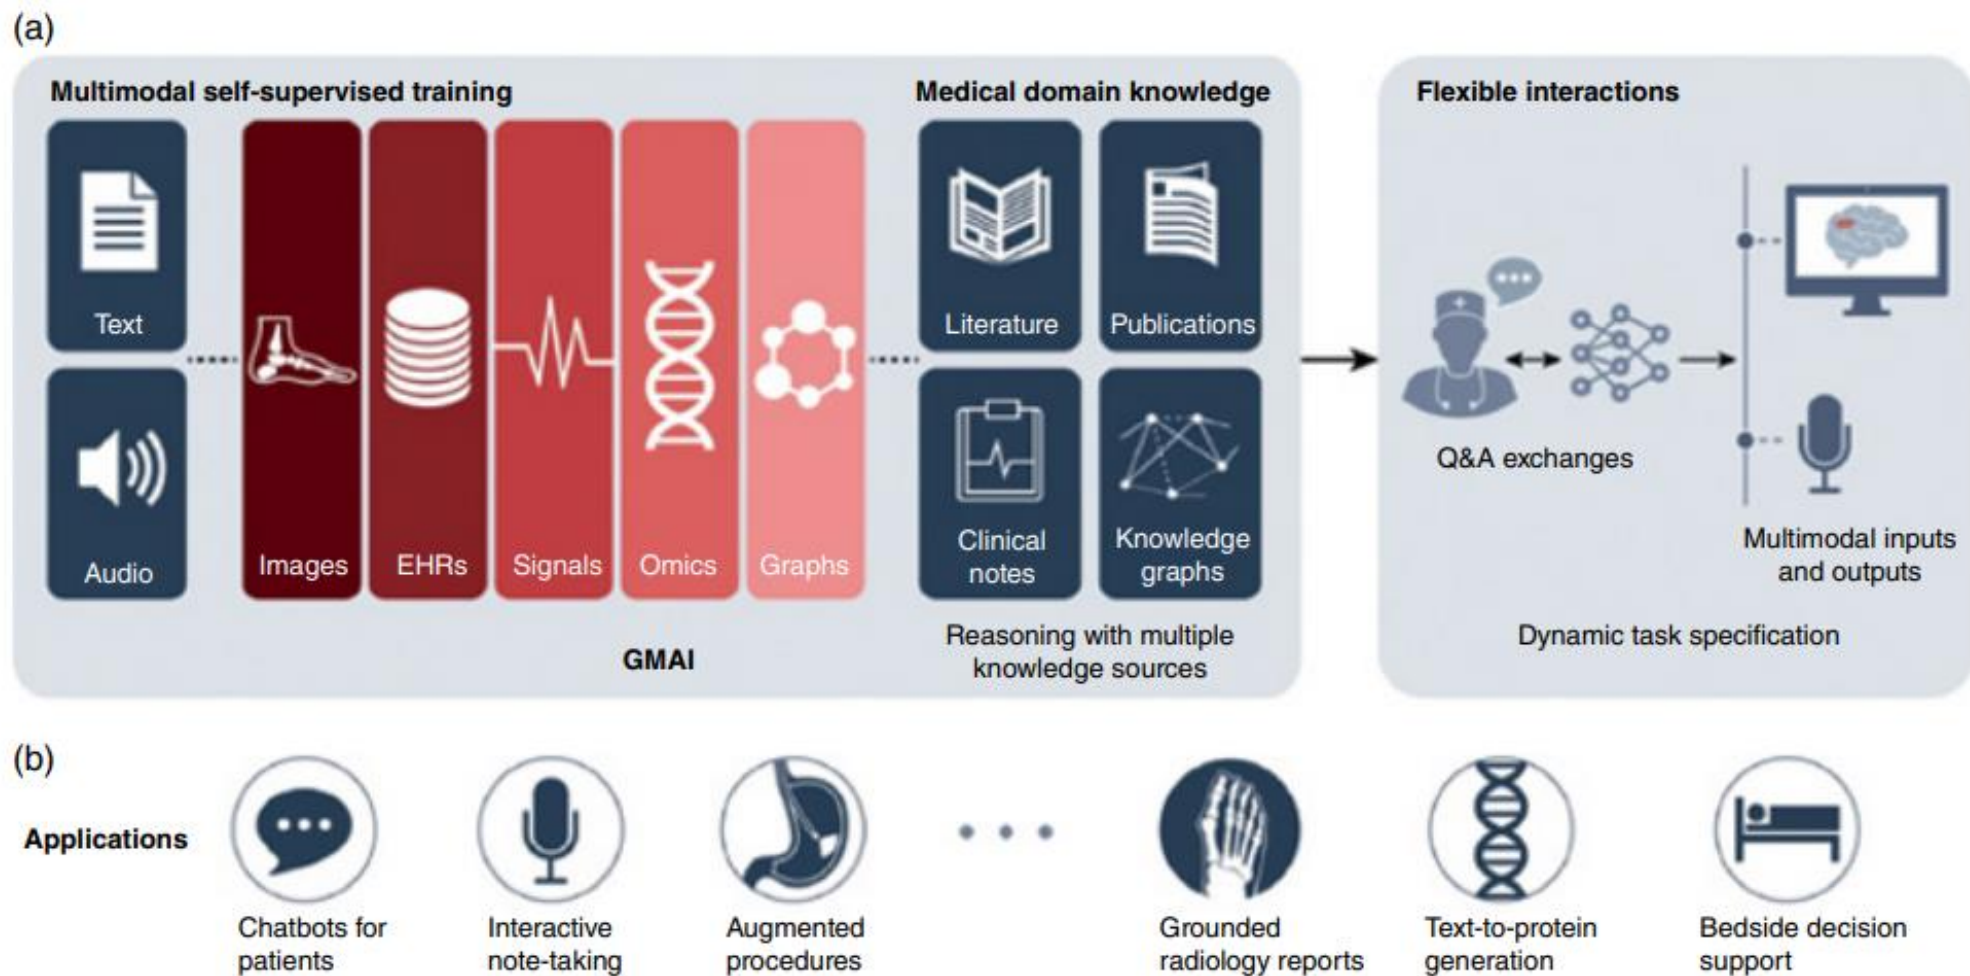 (a)
Multimodal self-supervised training
Medical domain knowledge
Flexible interactions
Text
Audio
Images
EHRs
Signals
Omics
Graphs
Literature
Publications
Clinical
notes
Knowledge
graphs
Reasoning with multiple
knowledge sources
GMAI
Q&A exchanges
Multimodal inputs
and outputs
Dynamic task specification
(b)
Applications
Chatbots for
patients
Interactive
note-taking
Augmented
procedures
Grounded
radiology reports
Text-to-protein
generation
Bedside decision
support